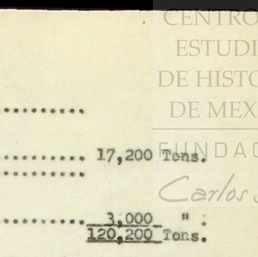 CENTRO
ESTUDI
DE HISTO
DE MEX
FUNDAC
Carlos S
..........
.......... 17,200 Tons.
..........
.......... 3,000 " .
120,200 Tons.